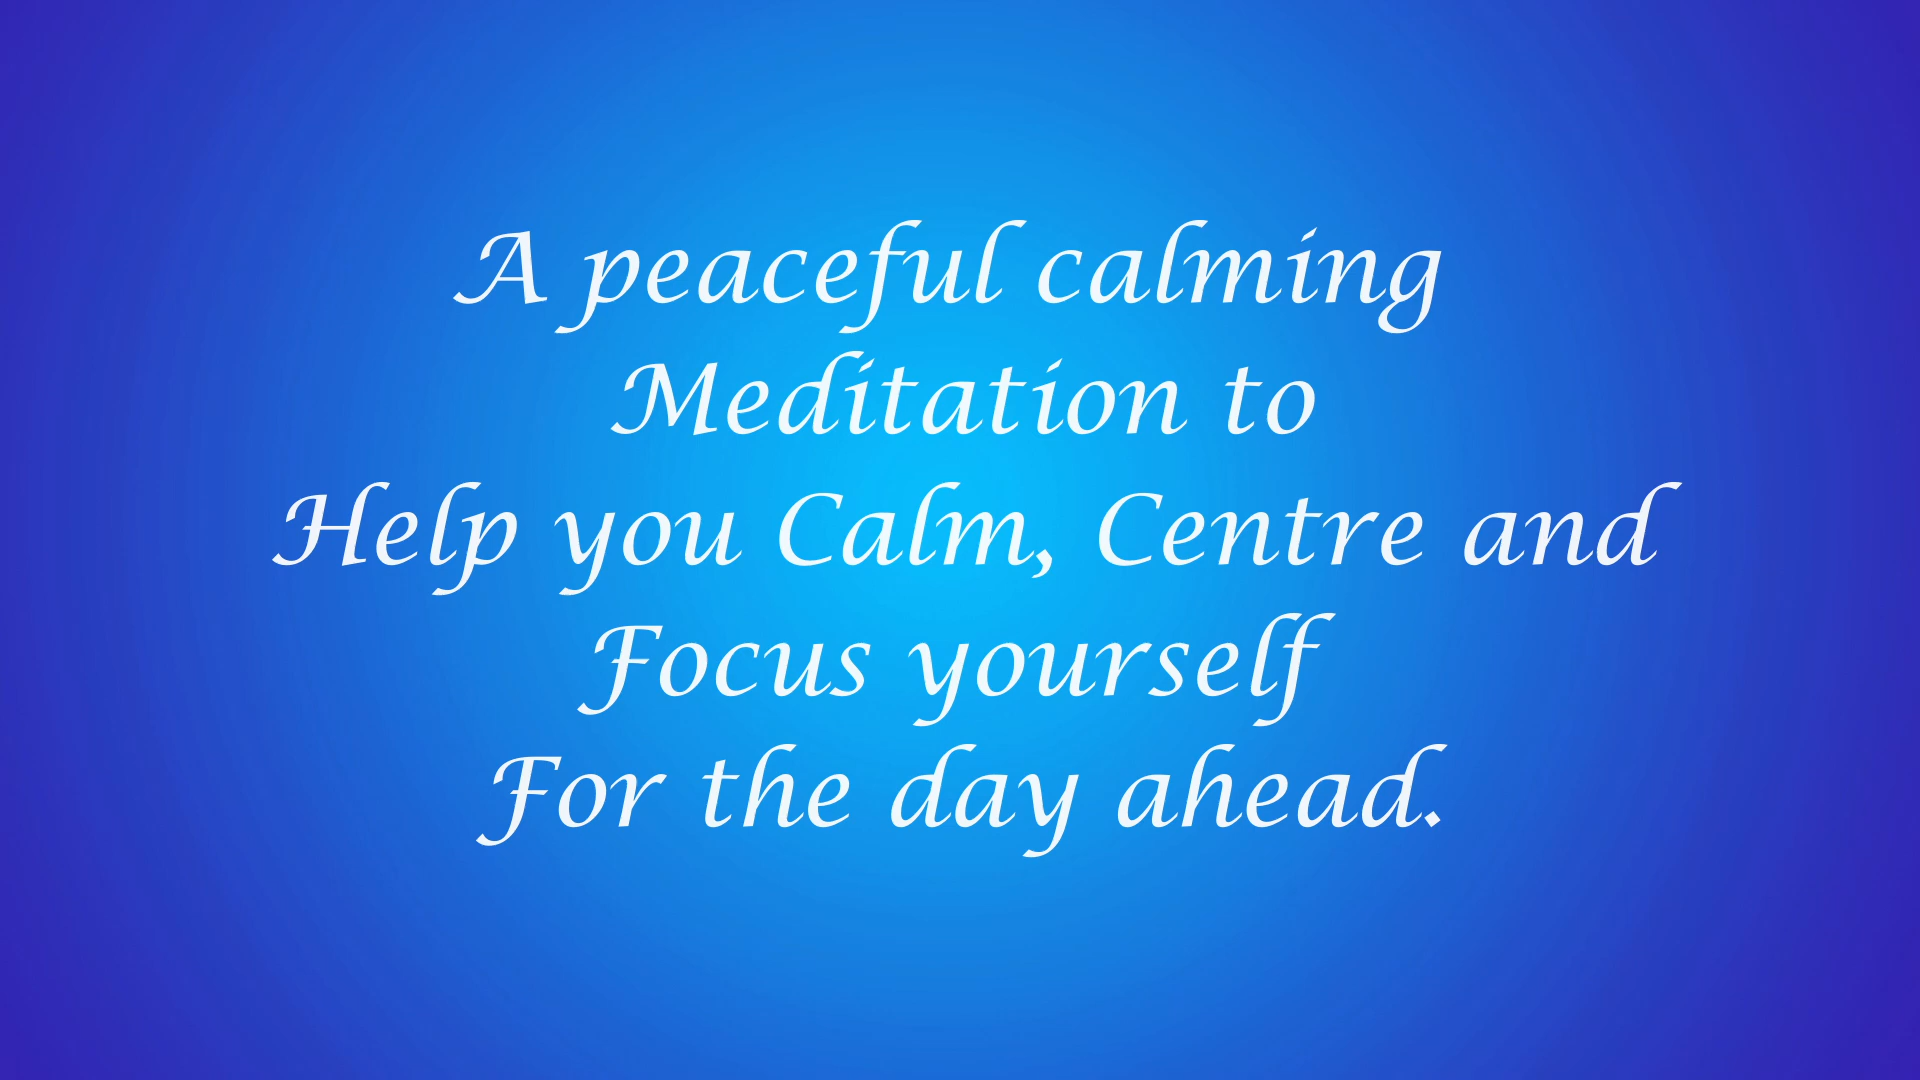 A peaceful calming
Meditation to
Help you Calm, Centre and
Focus yourself
For the day ahead.